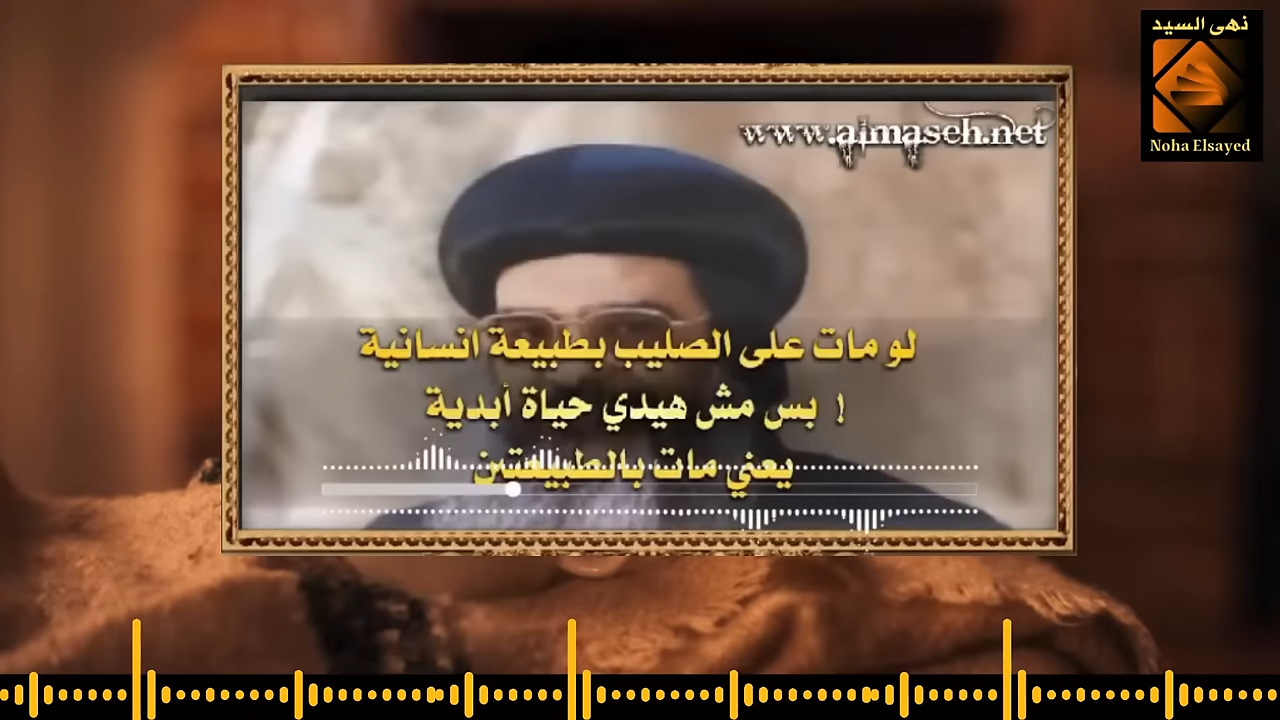 نهى السيد
Noha Elsayed
www.almaseh.net
لو مات على الصليب بطبيعة انسانية
! بس مش هيدي حياة أبدية
يعني مات بالطبيعتين